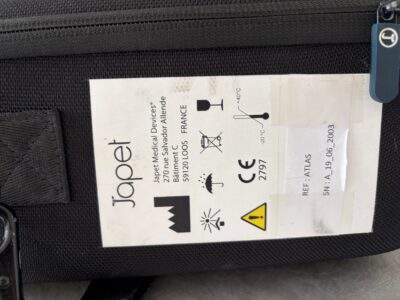 Japet
Japet Medical Devices®
270 rue Salvador Allende
Bâtiment C
59120 LOOS FRANCE
+40°C
-20°C
CE
2797
REF : ATLAS
SN : A_19_06_2003